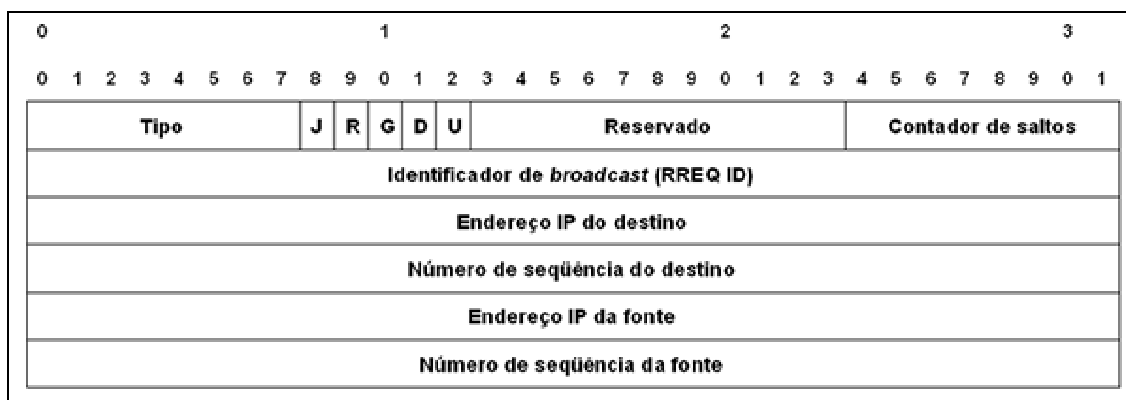 0 1 2 3
0 1 2 3 4 5 6 7 8 9 0 1 2 3 4 5 6 7 8 9 0 1 2 3 4 5 6 7 8 9 0 1
Tipo J R G D U Reservado Contador de saltos
Identificador de broadcast (RREQ ID)
Endereço IP do destino
Número de seqüência do destino
Endereço IP da fonte
Número de seqüência da fonte